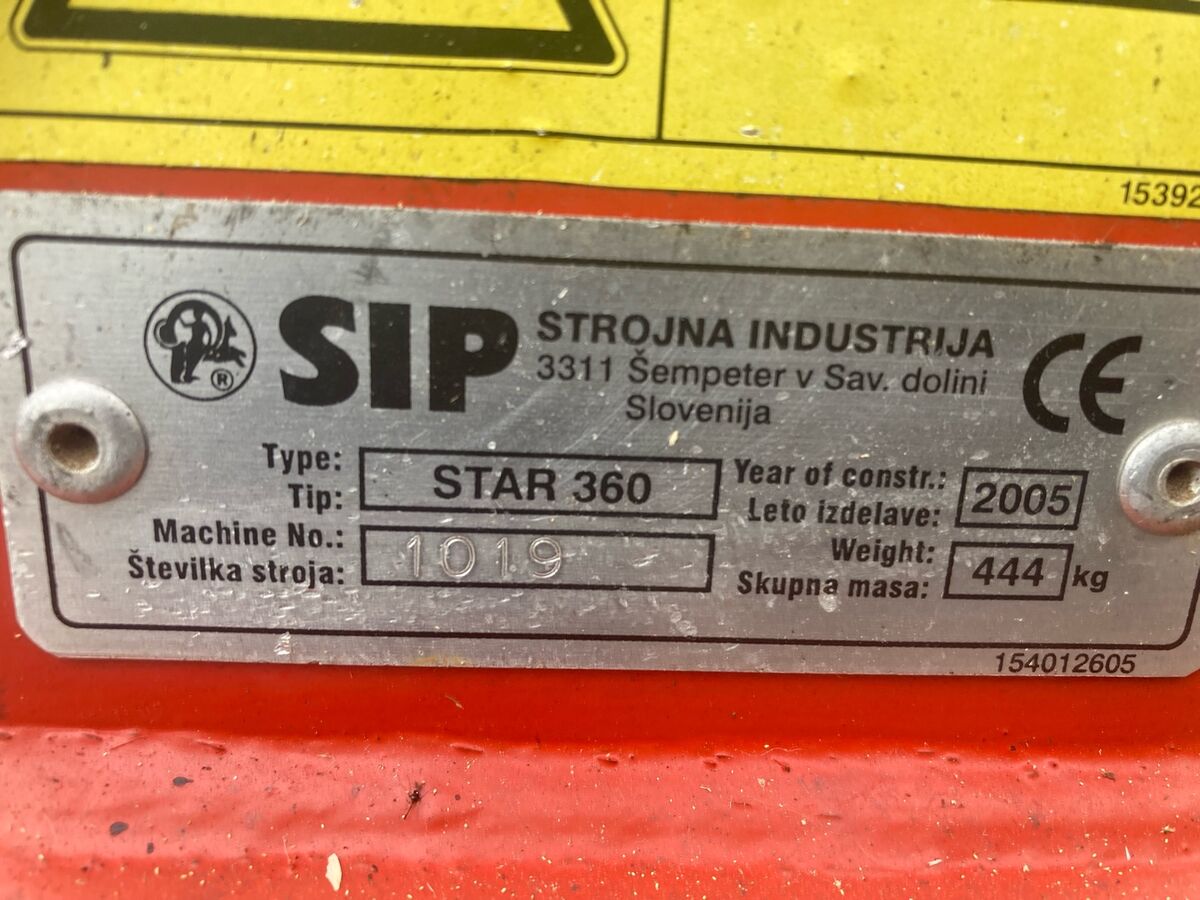 15392
SIP STROJNA INDUSTRIJA
3311 Šempeter v Sav. dolini
Slovenija
CE
®
Type: STAR 360
Tip:
Year of constr.: 2005
Leto izdelave:
Machine No.: 1019
Številka stroja:
Weight: 444 kg
Skupna masa:
154012605